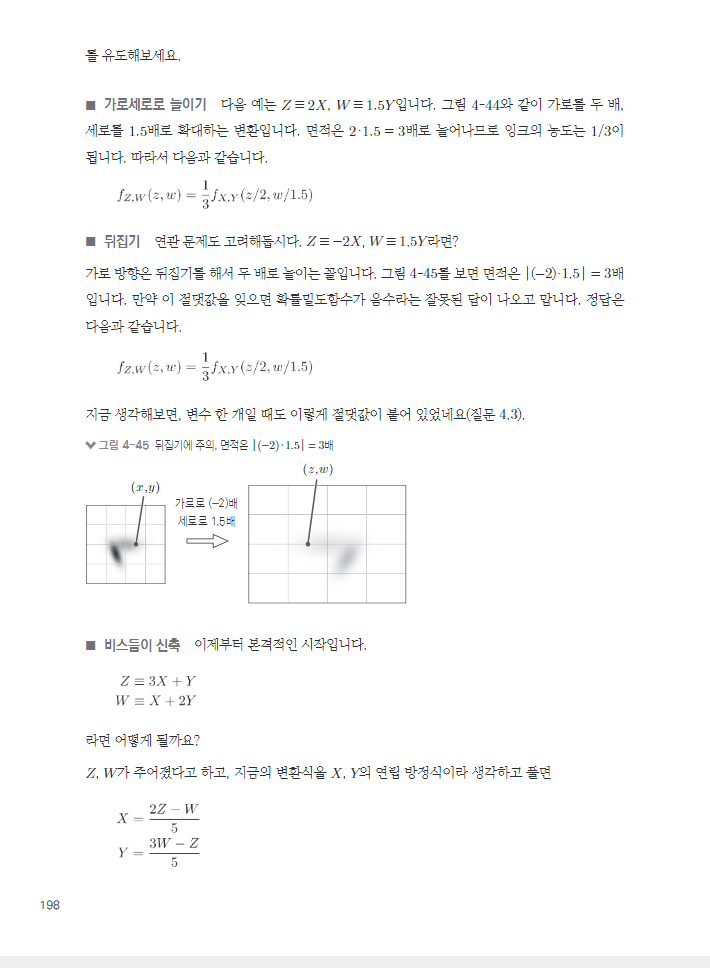 를 유도해보세요.
■ 가로세로로 늘이기 다음 예는 Z ≡ 2X, W ≡ 1.5Y입니다. 그림 4-44와 같이 가로를 두 배,
세로를 1.5배로 확대하는 변환입니다. 면적은 2·1.5 = 3배로 늘어나므로 잉크의 농도는 1/3이
됩니다. 따라서 다음과 같습니다.
f_{Z,W}(z, w) = \frac{1}{3} f_{X,Y}(z/2, w/1.5)
■ 뒤집기 연관 문제도 고려해둡시다. Z ≡ −2X, W ≡ 1.5Y라면?
가로 방향은 뒤집기를 해서 두 배로 늘이는 꼴입니다. 그림 4-45를 보면 면적은 |(−2)·1.5| = 3배
입니다. 만약 이 절댓값을 잊으면 확률밀도함수가 음수라는 잘못된 답이 나오고 맙니다. 정답은
다음과 같습니다.
f_{Z,W}(z, w) = \frac{1}{3} f_{X,Y}(z/2, w/1.5)
지금 생각해보면, 변수 한 개일 때도 이렇게 절댓값이 붙어 있었네요(질문 4.3).
그림 4-45 뒤집기에 주의. 면적은 |(−2)·1.5| = 3배
(x,y)
가로로 (−2)배
세로로 1.5배
(z,w)
■ 비스듬이 신축 이제부터 본격적인 시작입니다.
Z ≡ 3X + Y
W ≡ X + 2Y
라면 어떻게 될까요?
Z, W가 주어졌다고 하고, 지금의 변환식을 X, Y의 연립 방정식이라 생각하고 풀면
X = \frac{2Z − W}{5}
Y = \frac{3W − Z}{5}
198